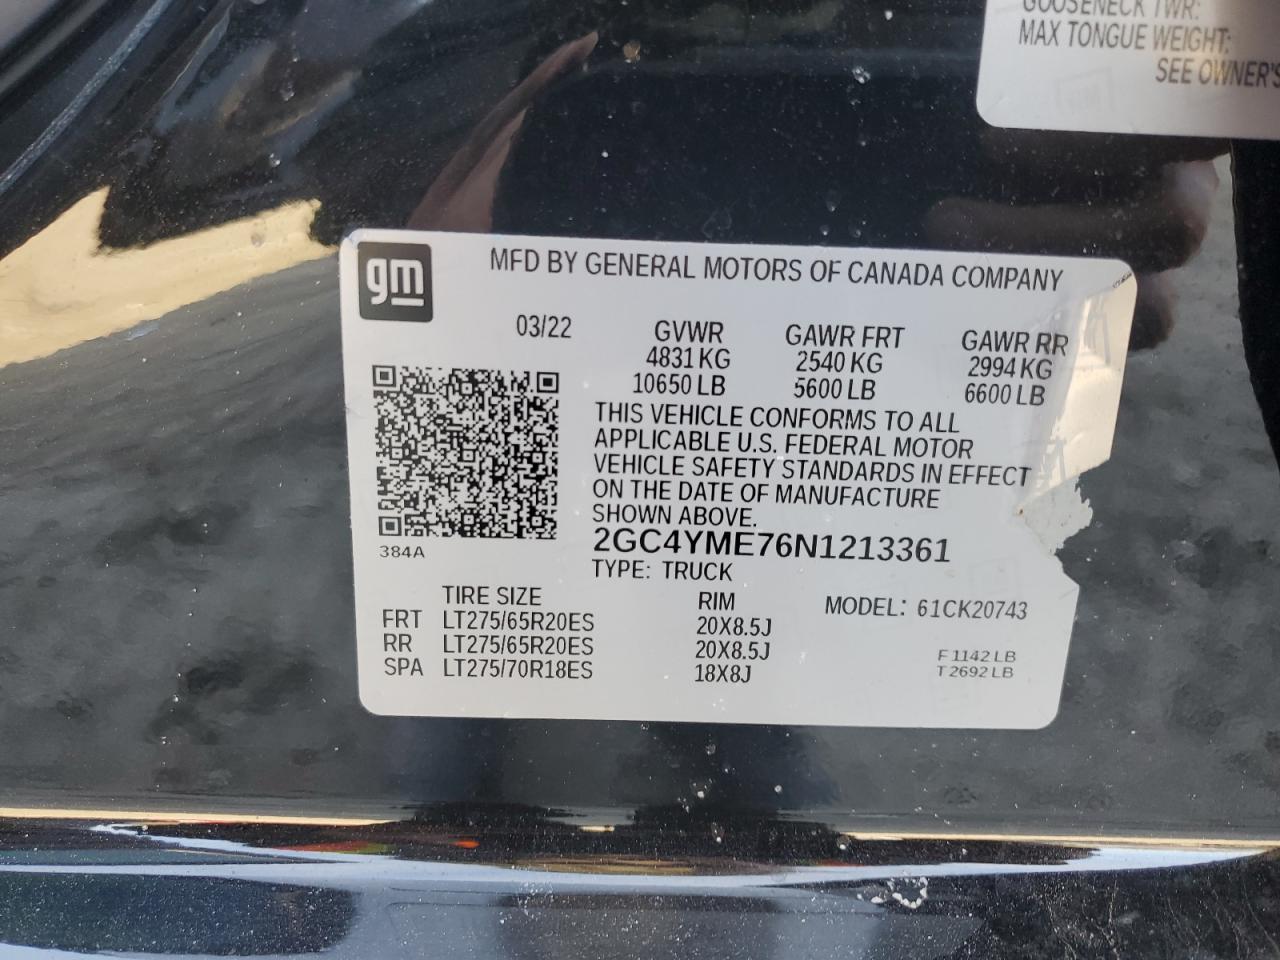 GOOSENECK TWR:
MAX TONGUE WEIGHT:
SEE OWNER'S
gm
MFD BY GENERAL MOTORS OF CANADA COMPANY
03/22 GVWR GAWR FRT GAWR RR
4831 KG 2540 KG 2994 KG
10650 LB 5600 LB 6600 LB
THIS VEHICLE CONFORMS TO ALL
APPLICABLE U.S. FEDERAL MOTOR
VEHICLE SAFETY STANDARDS IN EFFECT
ON THE DATE OF MANUFACTURE
SHOWN ABOVE.
2GC4YME76N1213361
384A
TYPE: TRUCK
TIRE SIZE RIM MODEL: 61CK20743
FRT LT275/65R20ES 20X8.5J
RR LT275/65R20ES 20X8.5J
SPA LT275/70R18ES 18X8J
F 1142 LB
T 2692 LB